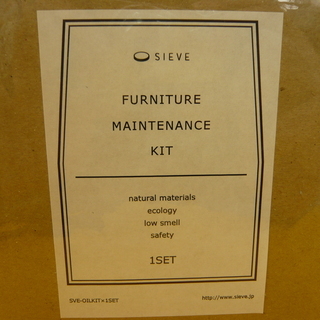 SIEVE
FURNITURE
MAINTENANCE
KIT
natural materials
ecology
low smell
safety
1SET
SVE-OILKIT×1SET http://www.sieve.jp